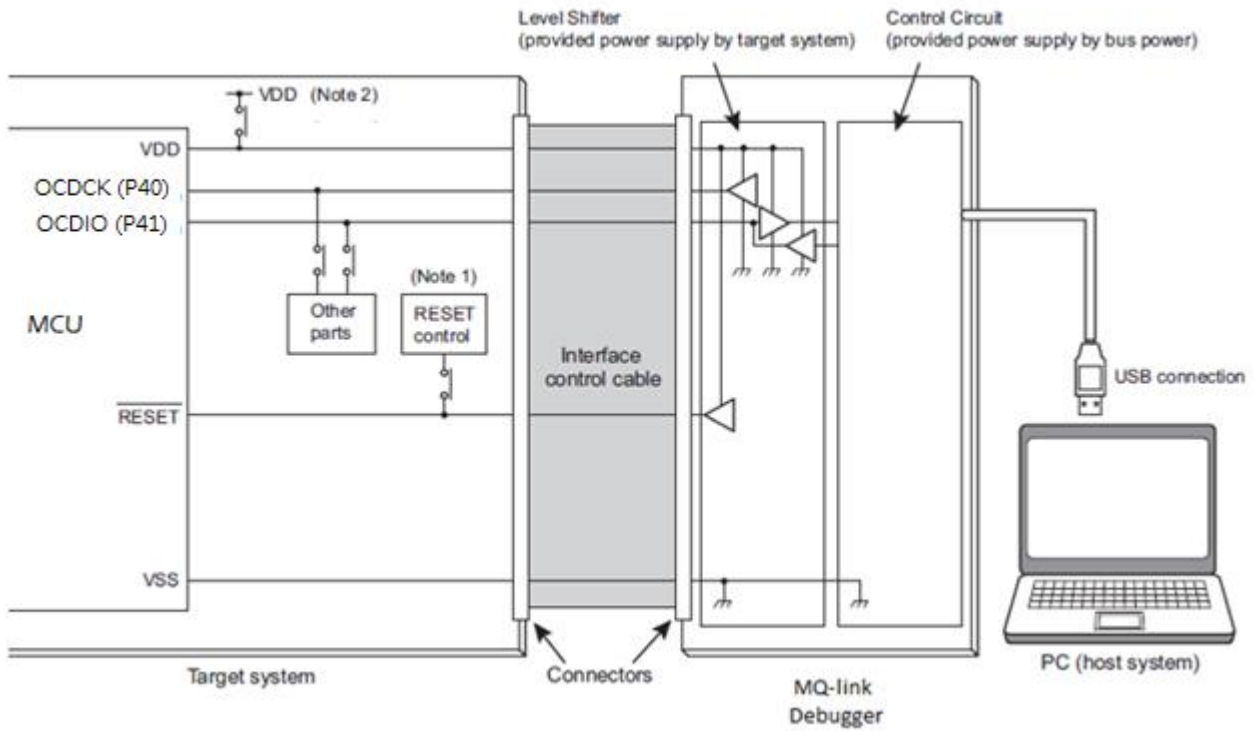 Level Shifter
(provided power supply by target system)
Control Circuit
(provided power supply by bus power)
VDD (Note 2)
VDD
OCDCK (P40)
OCDIO (P41)
(Note 1)
Other
parts
RESET
control
MCU
Interface
control cable
USB connection
RESET
VSS
Target system
Connectors
MQ-link
Debugger
PC (host system)